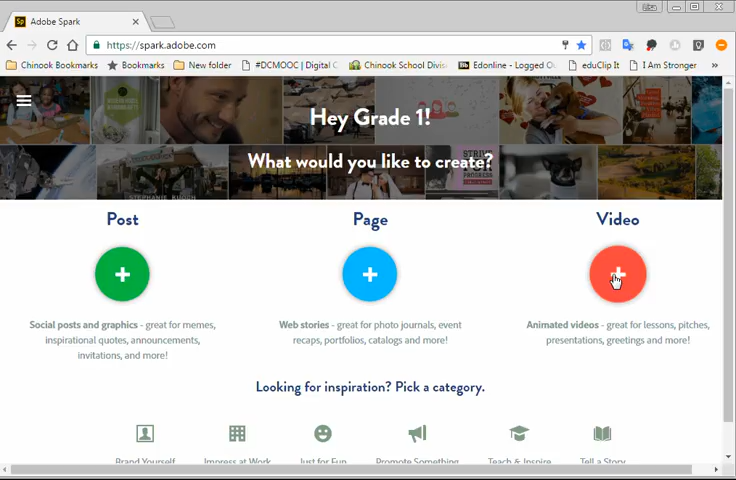 Lisa
Adobe Spark
https://spark.adobe.com
Chinook Bookmarks
Bookmarks
New folder
#DCMOOC | Digital C
Chinook School Divis
Edonline - Logged O
eduClip It
I Am Stronger
»
Hey Grade 1!
What would you like to create?
Post
Page
Video
Social posts and graphics - great for memes,
inspirational quotes, announcements,
invitations, and more!
Web stories - great for photo journals, event
recaps, portfolios, catalogs and more!
Animated videos - great for lessons, pitches,
presentations, greetings and more!
Looking for inspiration? Pick a category.
Brand Yourself
Impress at Work
Just for Fun
Promote Something
Teach & Inspire
Tell a Story